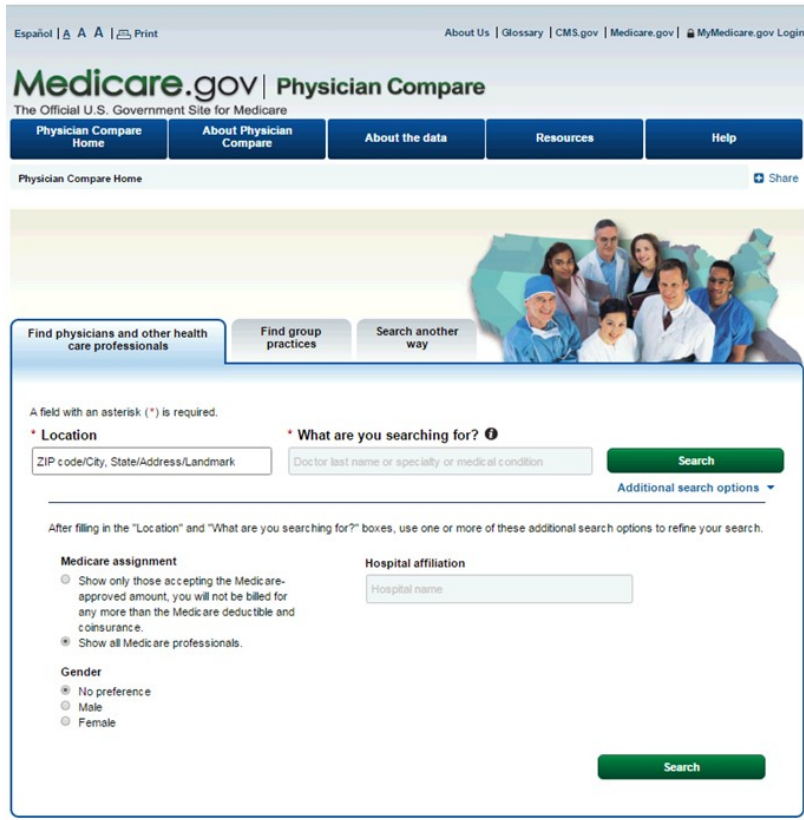 Español | A A A | Print
About Us | Glossary | CMS.gov | Medicare.gov | MyMedicare.gov Login
Medicare.gov | Physician Compare
The Official U.S. Government Site for Medicare
Physician Compare
Home
About Physician
Compare
About the data
Resources
Help
Physician Compare Home
Share
Find physicians and other health
care professionals
Find group
practices
Search another
way
A field with an asterisk (*) is required.
* Location
* What are you searching for?
ZIP code/City, State/Address/Landmark
Doctor last name or specialty or medical condition
Search
Additional search options
After filling in the "Location" and "What are you searching for?" boxes, use one or more of these additional search options to refine your search.
Medicare assignment
Show only those accepting the Medicare-
approved amount, you will not be billed for
any more than the Medicare deductible and
coinsurance.
Show all Medicare professionals.
Hospital affiliation
Hospital name
Gender
No preference
Male
Female
Search